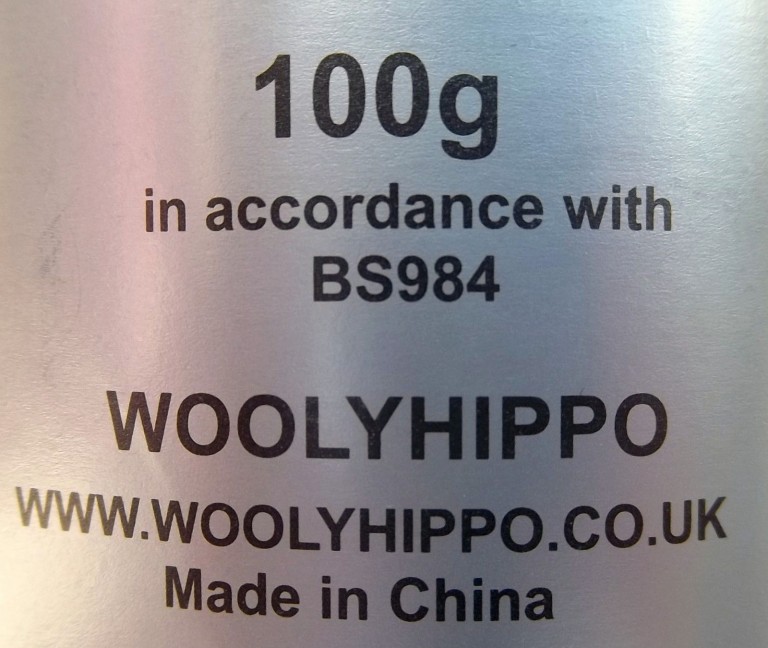 100g
in accordance with
BS984
WOOLYHIPPO
WWW.WOOLYHIPPO.CO.UK
Made in China